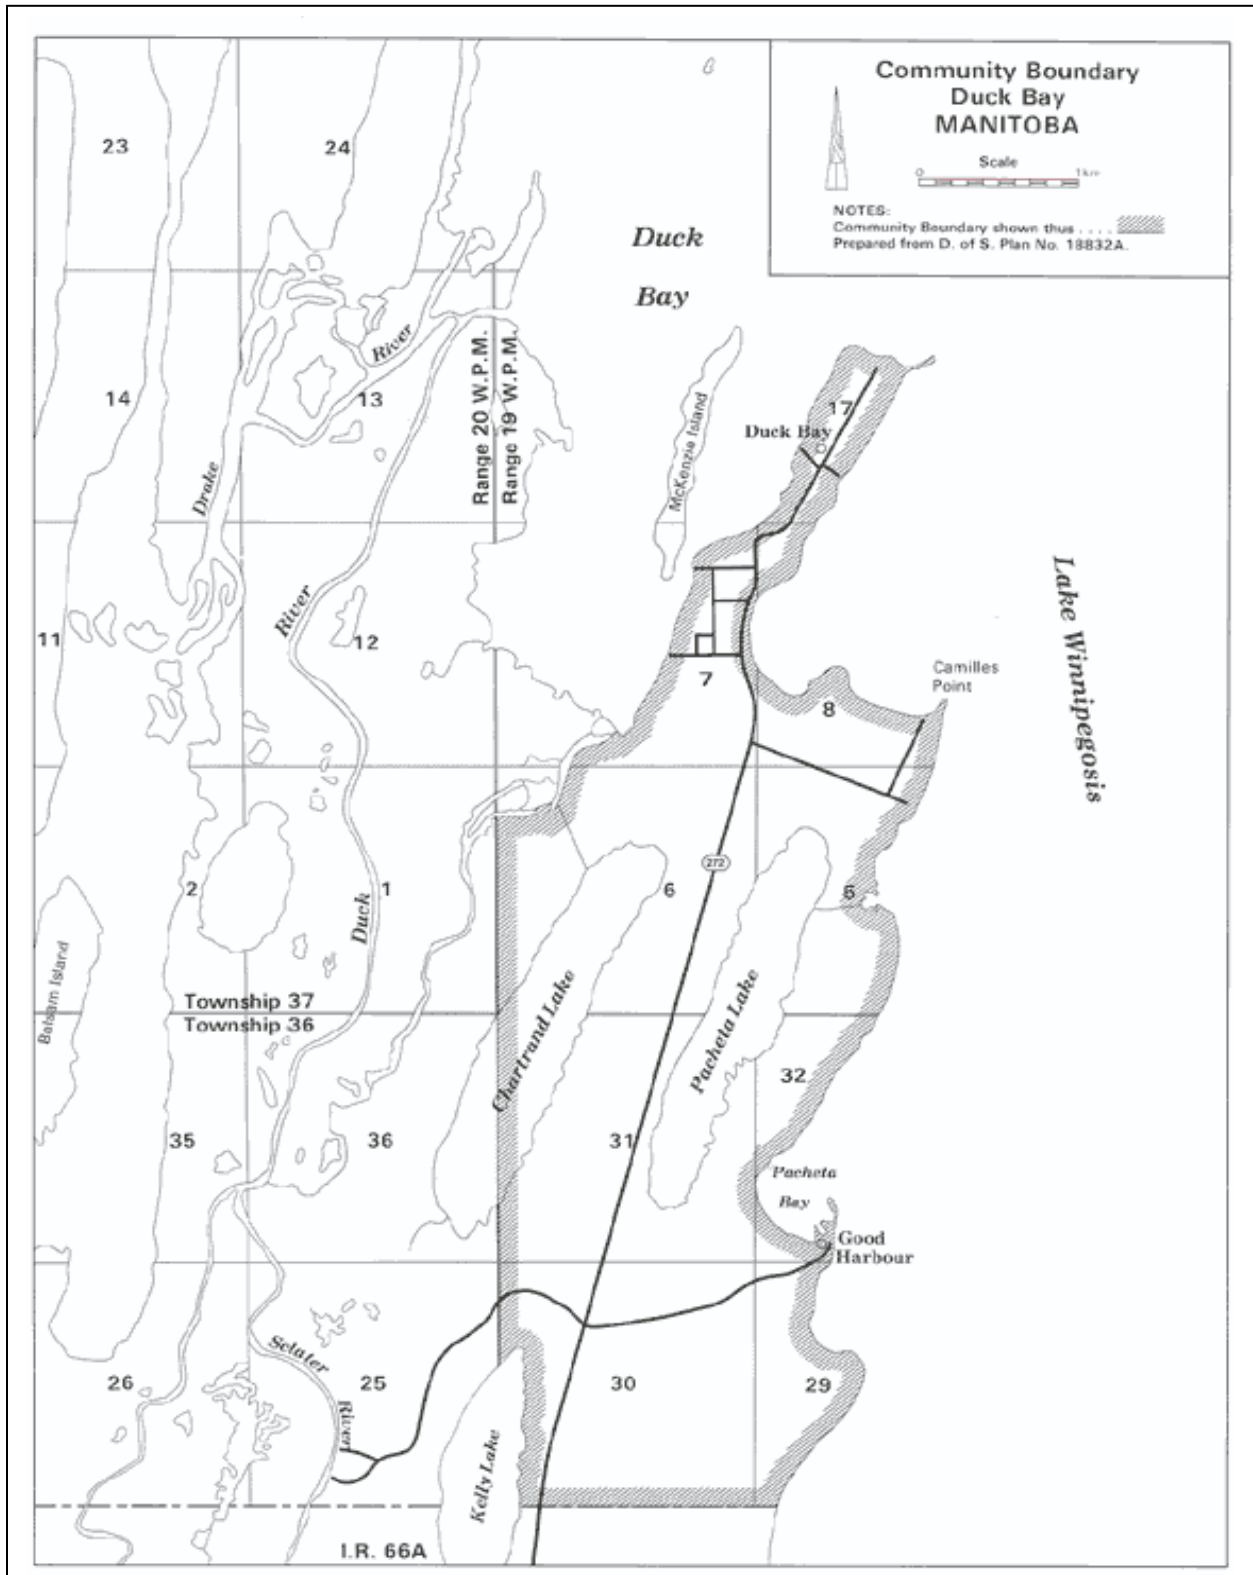 Community Boundary
Duck Bay
MANITOBA
Scale
0 1 km
NOTES:
Community Boundary shown thus . . . .
Prepared from D. of S. Plan No. 18832A.
23
24
Duck
Bay
River
14
13
Range 20 W.P.M.
Range 19 W.P.M.
McKenzie Island
17
Duck Bay
Drake
Lake Winnipegosis
River
11
12
7
Camilles
Point
8
272
2
1
6
5
Duck
Balsam Island
Township 37
Township 36
Chartrand Lake
Pacheta Lake
32
35
36
31
Pacheta
Bay
Good
Harbour
Sclater
River
26
25
30
29
Kelly Lake
I.R. 66A